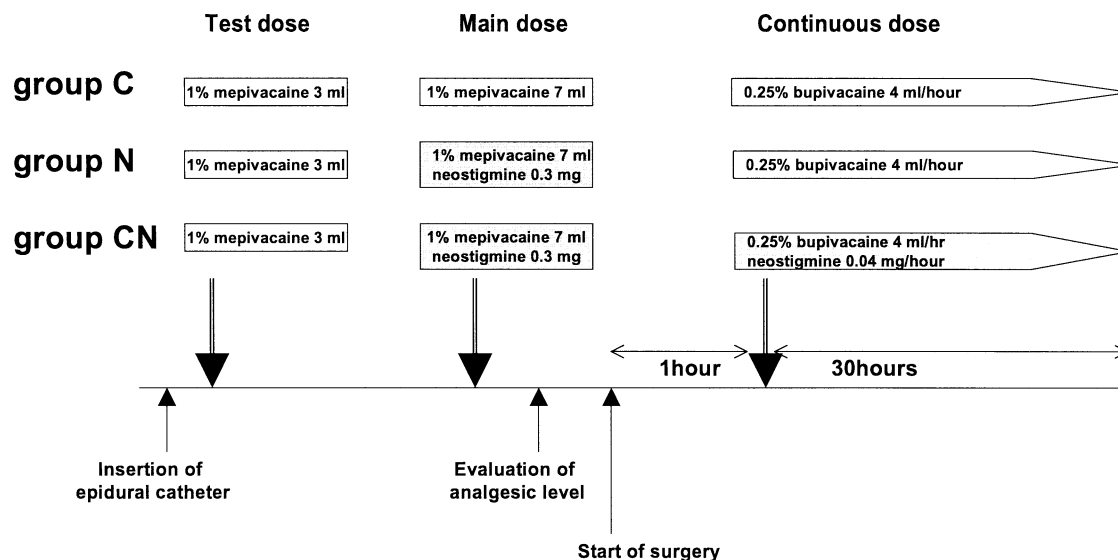 Test dose
Main dose
Continuous dose
group C
1% mepivacaine 3 ml
1% mepivacaine 7 ml
0.25% bupivacaine 4 ml/hour
group N
1% mepivacaine 3 ml
1% mepivacaine 7 ml
neostigmine 0.3 mg
0.25% bupivacaine 4 ml/hour
group CN
1% mepivacaine 3 ml
1% mepivacaine 7 ml
neostigmine 0.3 mg
0.25% bupivacaine 4 ml/hr
neostigmine 0.04 mg/hour
1hour
30hours
Insertion of
epidural catheter
Evaluation of
analgesic level
Start of surgery